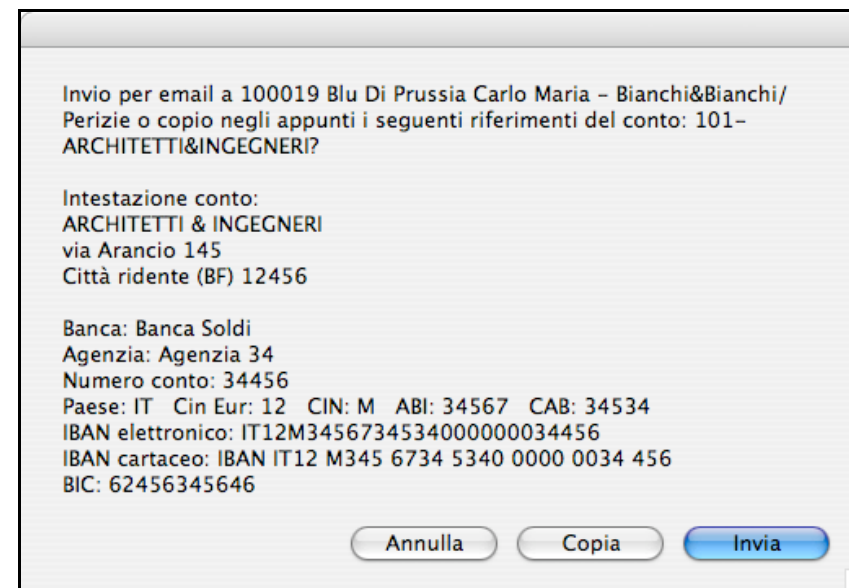 Invio per email a 100019 Blu Di Prussia Carlo Maria – Bianchi&Bianchi/
Perizie o copio negli appunti i seguenti riferimenti del conto: 101–
ARCHITETTI&INGEGNERI?
Intestazione conto:
ARCHITETTI & INGEGNERI
via Arancio 145
Città ridente (BF) 12456
Banca: Banca Soldi
Agenzia: Agenzia 34
Numero conto: 34456
Paese: IT Cin Eur: 12 CIN: M ABI: 34567 CAB: 34534
IBAN elettronico: IT12M3456734534000000034456
IBAN cartaceo: IBAN IT12 M345 6734 5340 0000 0034 456
BIC: 62456345646
Annulla Copia Invia